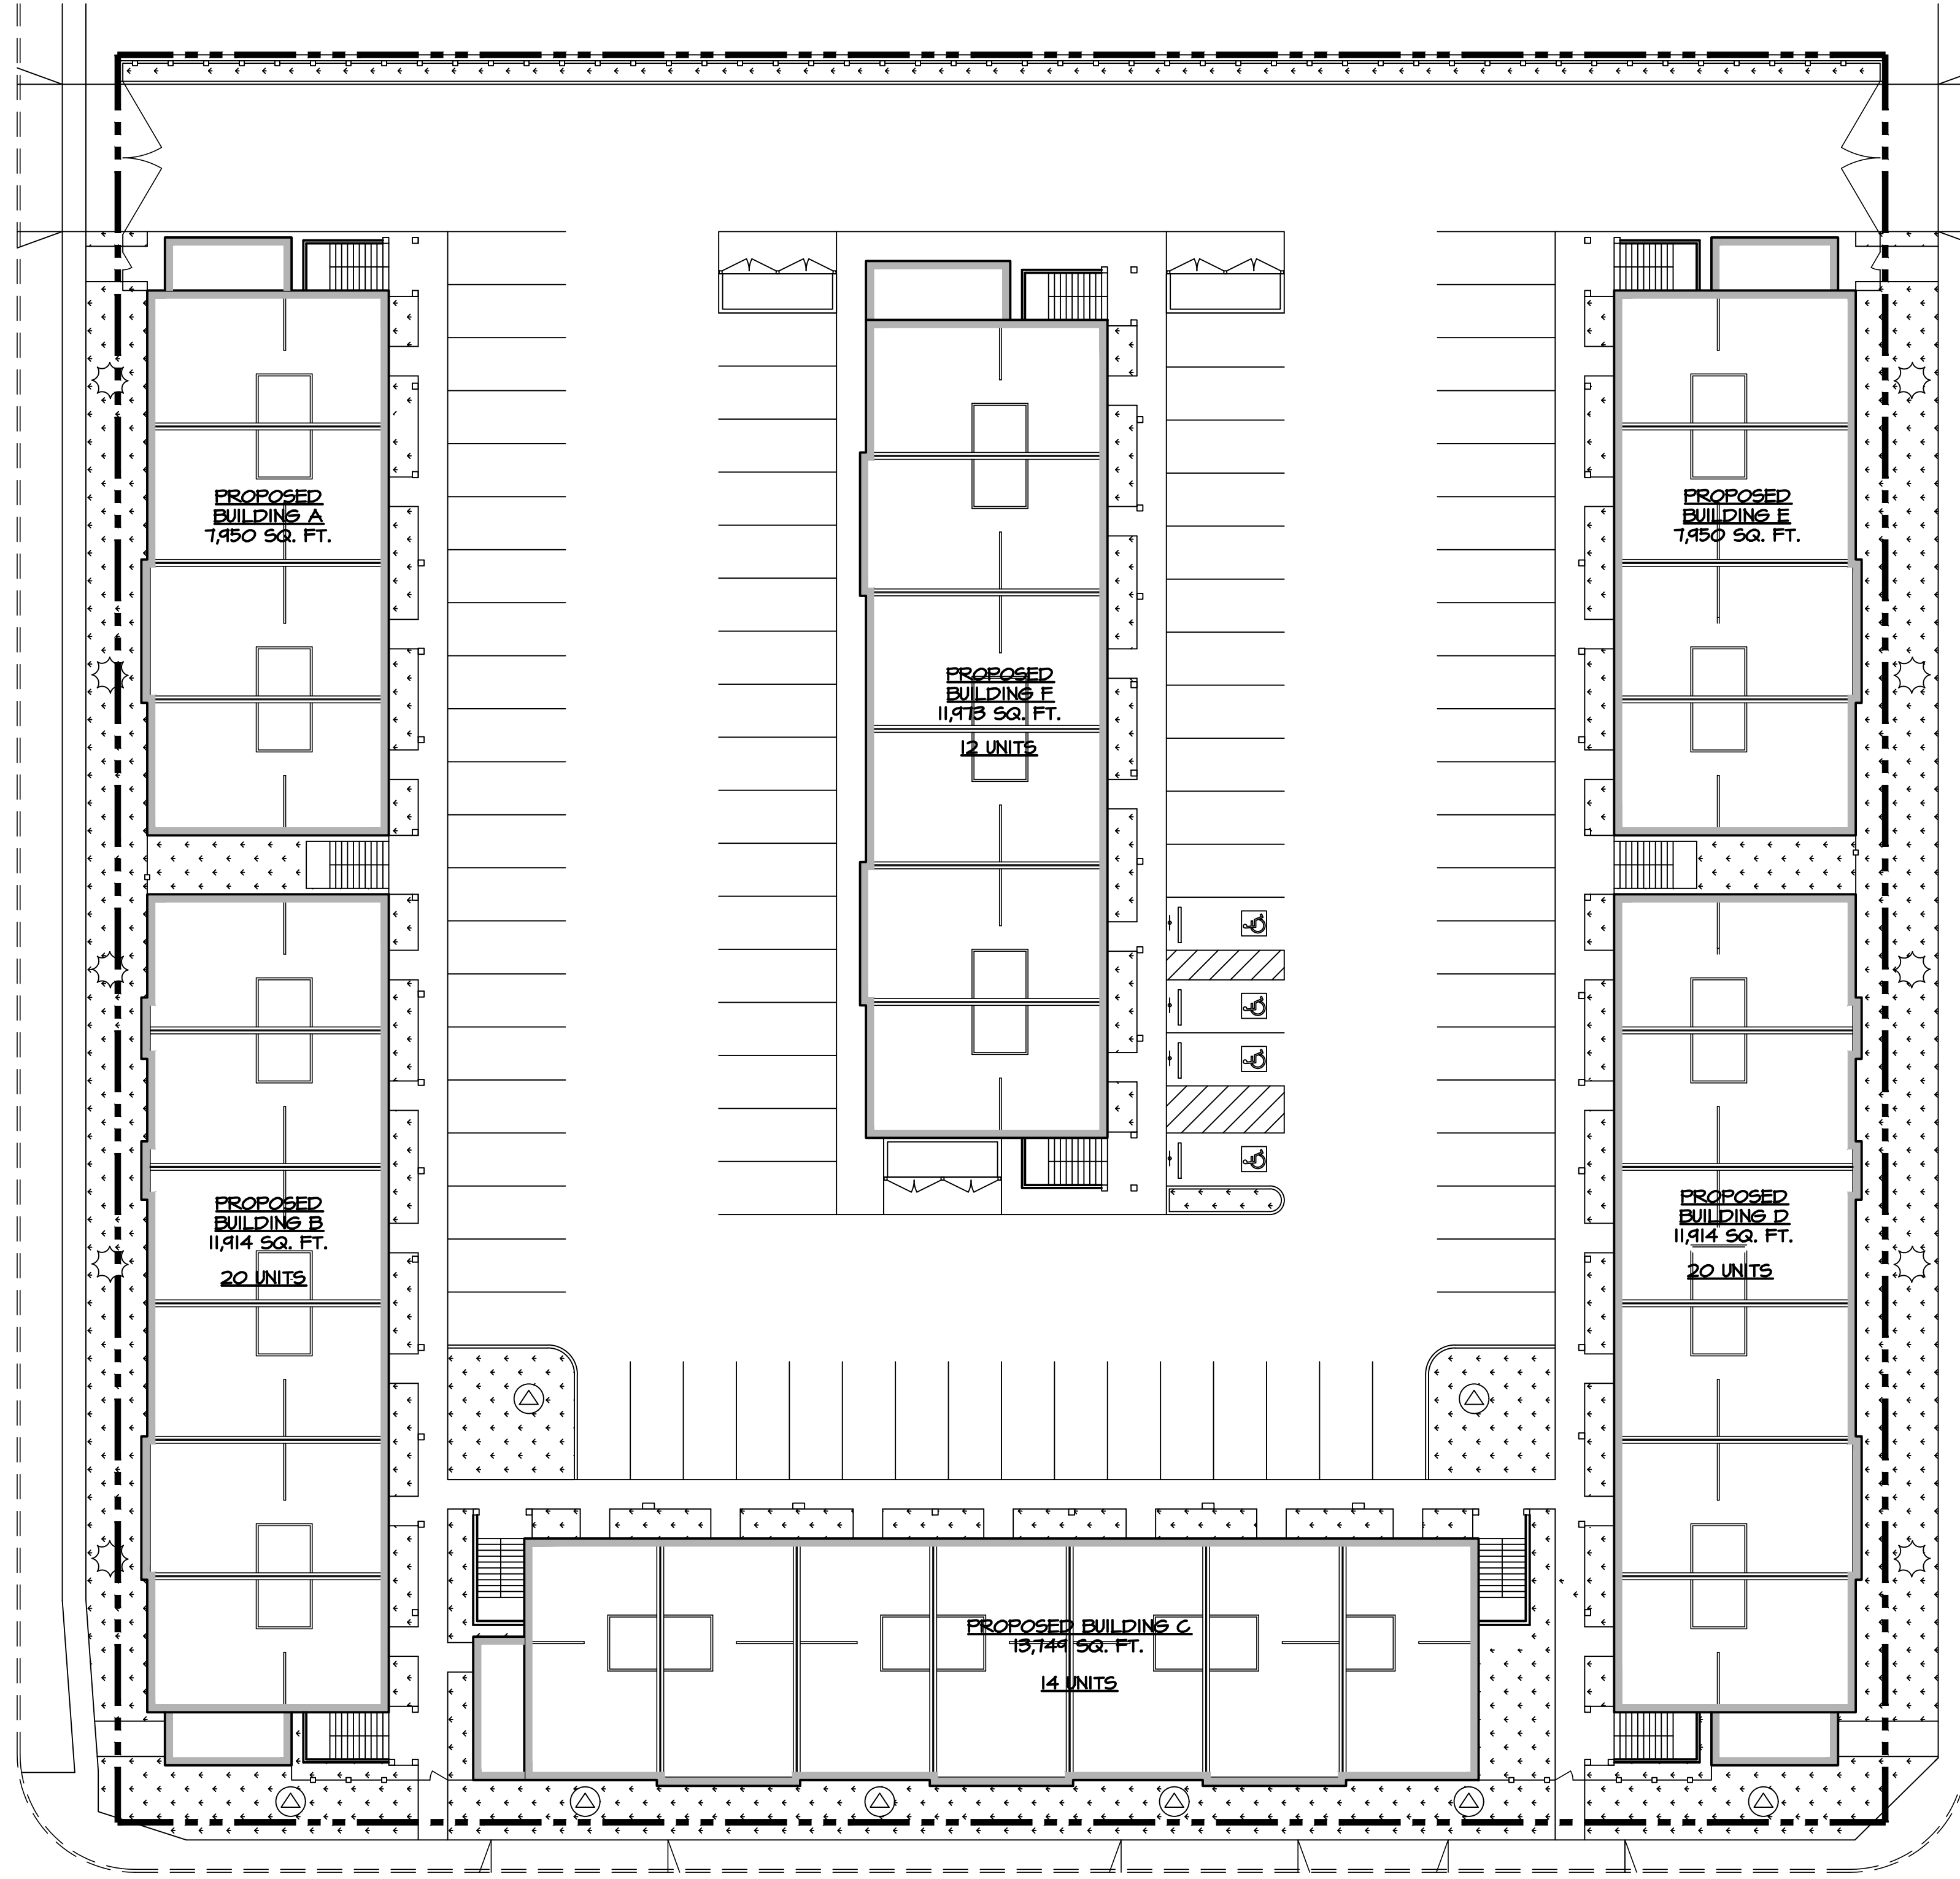 PROPOSED
BUILDING A
7,950 SQ. FT.
PROPOSED
BUILDING E
7,950 SQ. FT.
PROPOSED
BUILDING F
11,973 SQ. FT.
12 UNITS
PROPOSED
BUILDING B
11,914 SQ. FT.
20 UNITS
PROPOSED
BUILDING D
11,914 SQ. FT.
20 UNITS
PROPOSED BUILDING C
13,749 SQ. FT.
14 UNITS